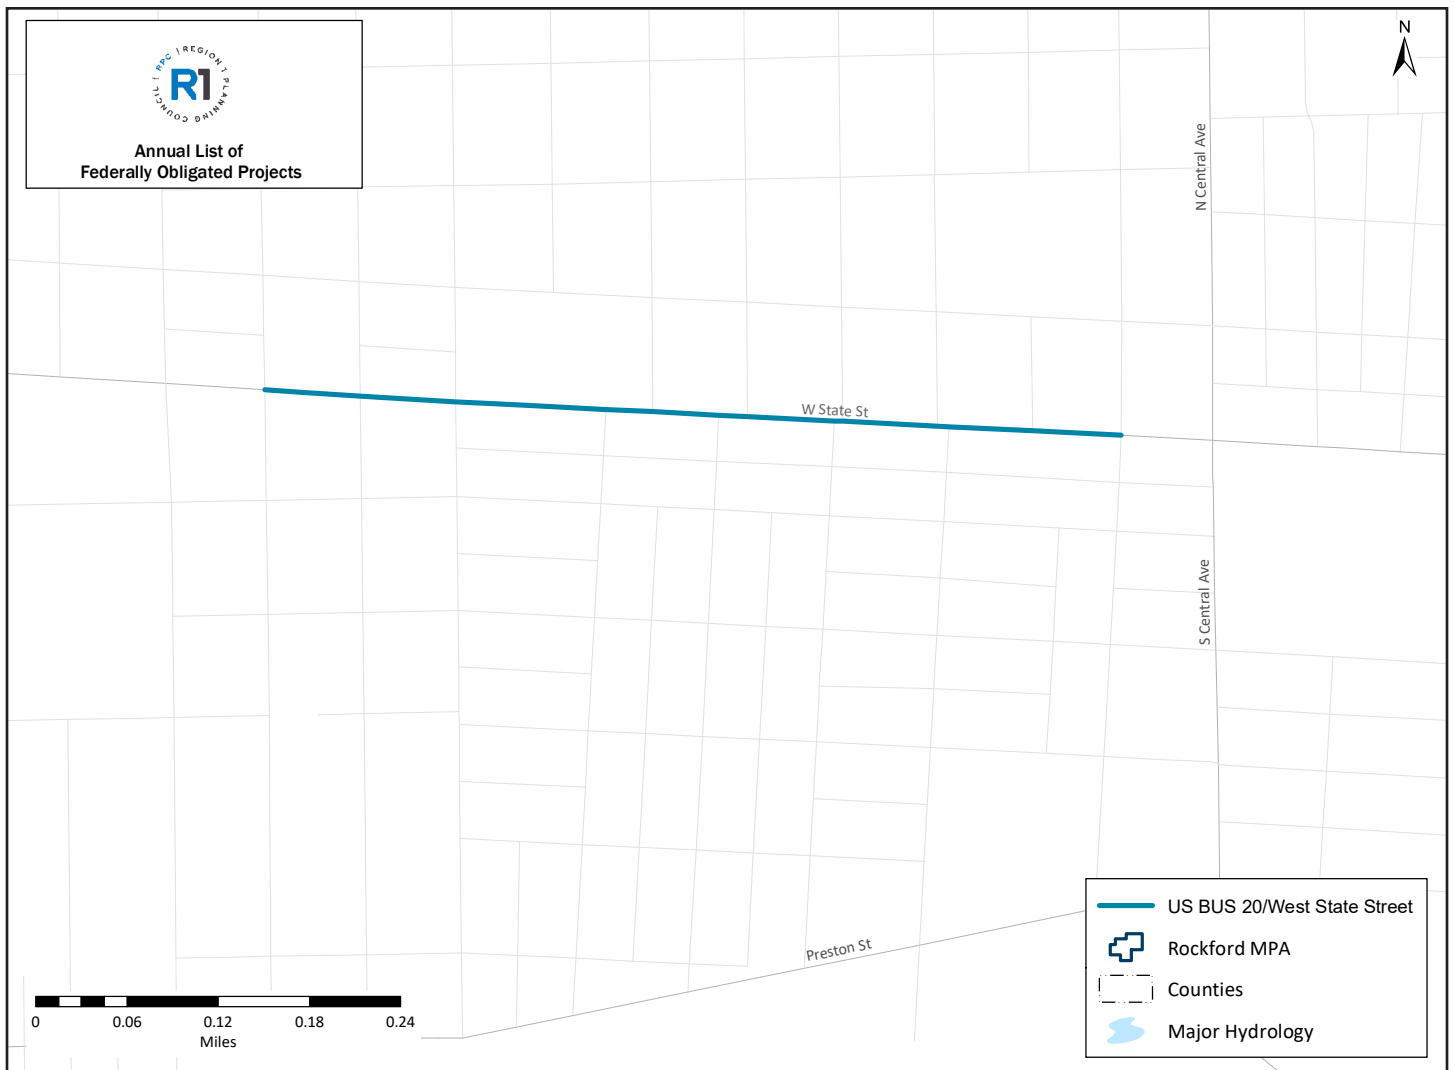 RPC | REGION 1 PLANNING COUNCIL |
R1
Annual List of
Federally Obligated Projects
N
N Central Ave
W State St
S Central Ave
Preston St
0 0.06 0.12 0.18 0.24
Miles
US BUS 20/West State Street
Rockford MPA
Counties
Major Hydrology